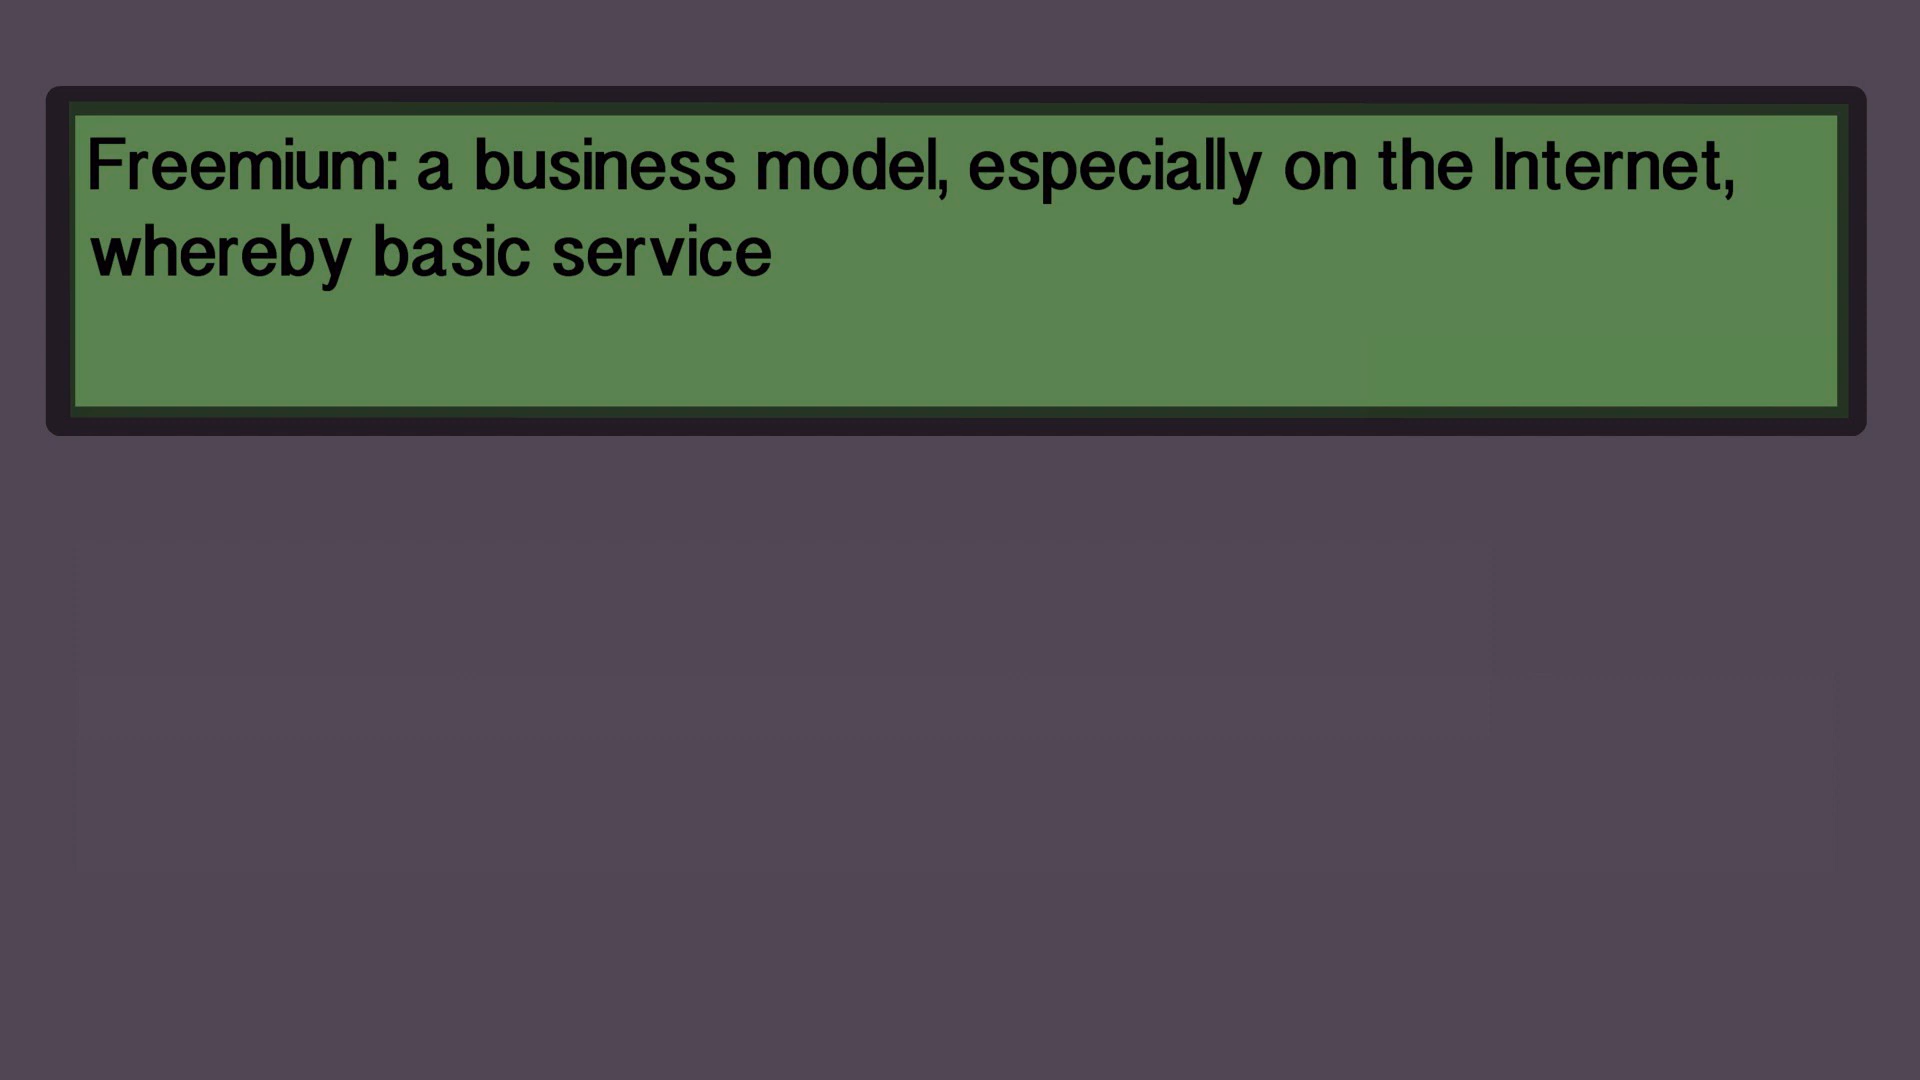 Freemium: a business model, especially on the Internet,
whereby basic service